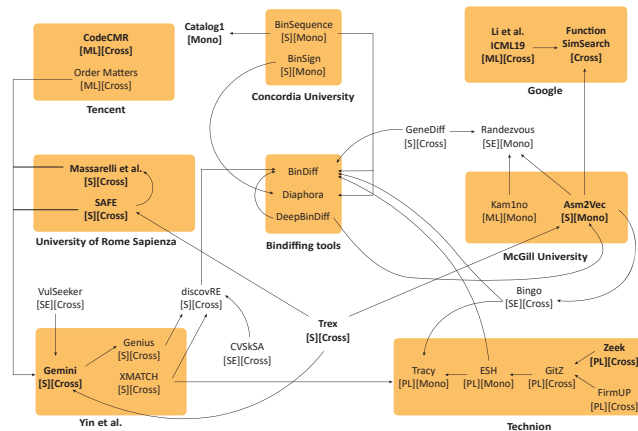 CodeCMR
[ML][Cross]
Order Matters
[ML][Cross]
Tencent
Catalog1
[Mono]
BinSequence
[S][Mono]
BinSign
[S][Mono]
Concordia University
Li et al.
ICML19
[ML][Cross]
Function
SimSearch
[Cross]
Google
Massarelli et al.
[S][Cross]
SAFE
[S][Cross]
University of Rome Sapienza
BinDiff
Diaphora
DeepBinDiff
Bindiffing tools
GeneDiff
[S][Cross]
Randezvous
[SE][Mono]
Kam1no
[ML][Mono]
Asm2Vec
[S][Mono]
McGill University
VulSeeker
[SE][Cross]
discovRE
[S][Cross]
Trex
[S][Cross]
Bingo
[SE][Cross]
CVSkSA
[SE][Cross]
Genius
[S][Cross]
Gemini
[S][Cross]
XMATCH
[S][Cross]
Yin et al.
Tracy
[PL][Mono]
ESH
[PL][Mono]
GitZ
[PL][Cross]
Zeek
[PL][Cross]
FirmUP
[PL][Cross]
Technion